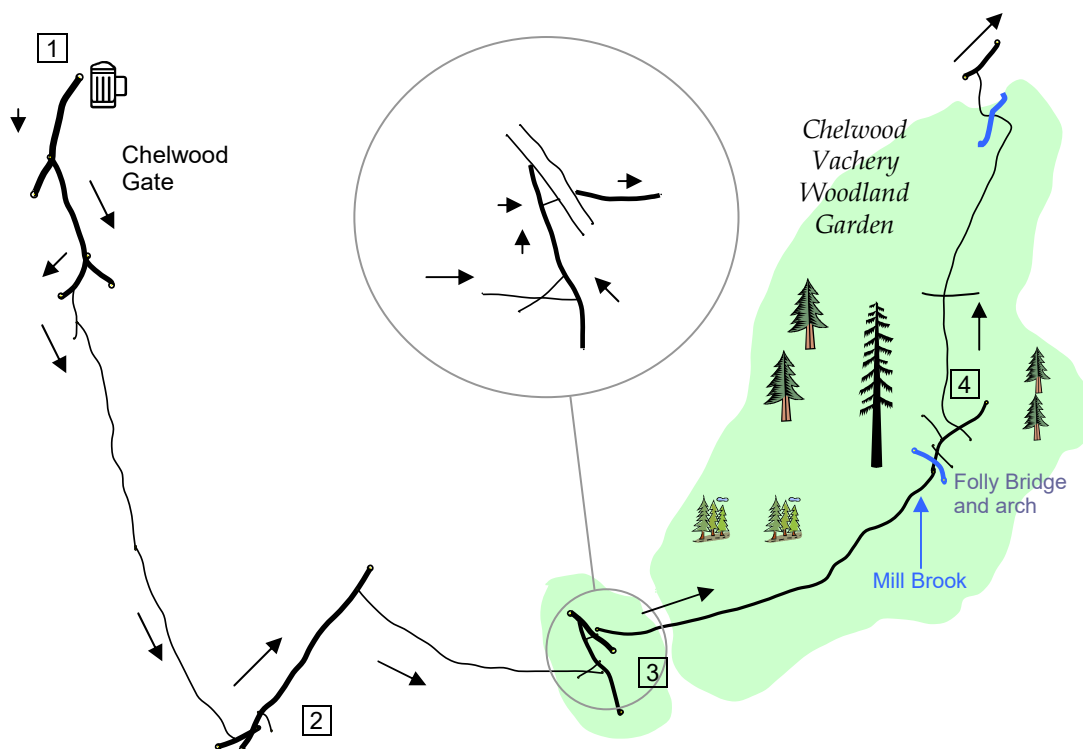 1
Chelwood
Gate
Chelwood
Vachery
Woodland
Garden
4
Folly Bridge
and arch
Mill Brook
3
2